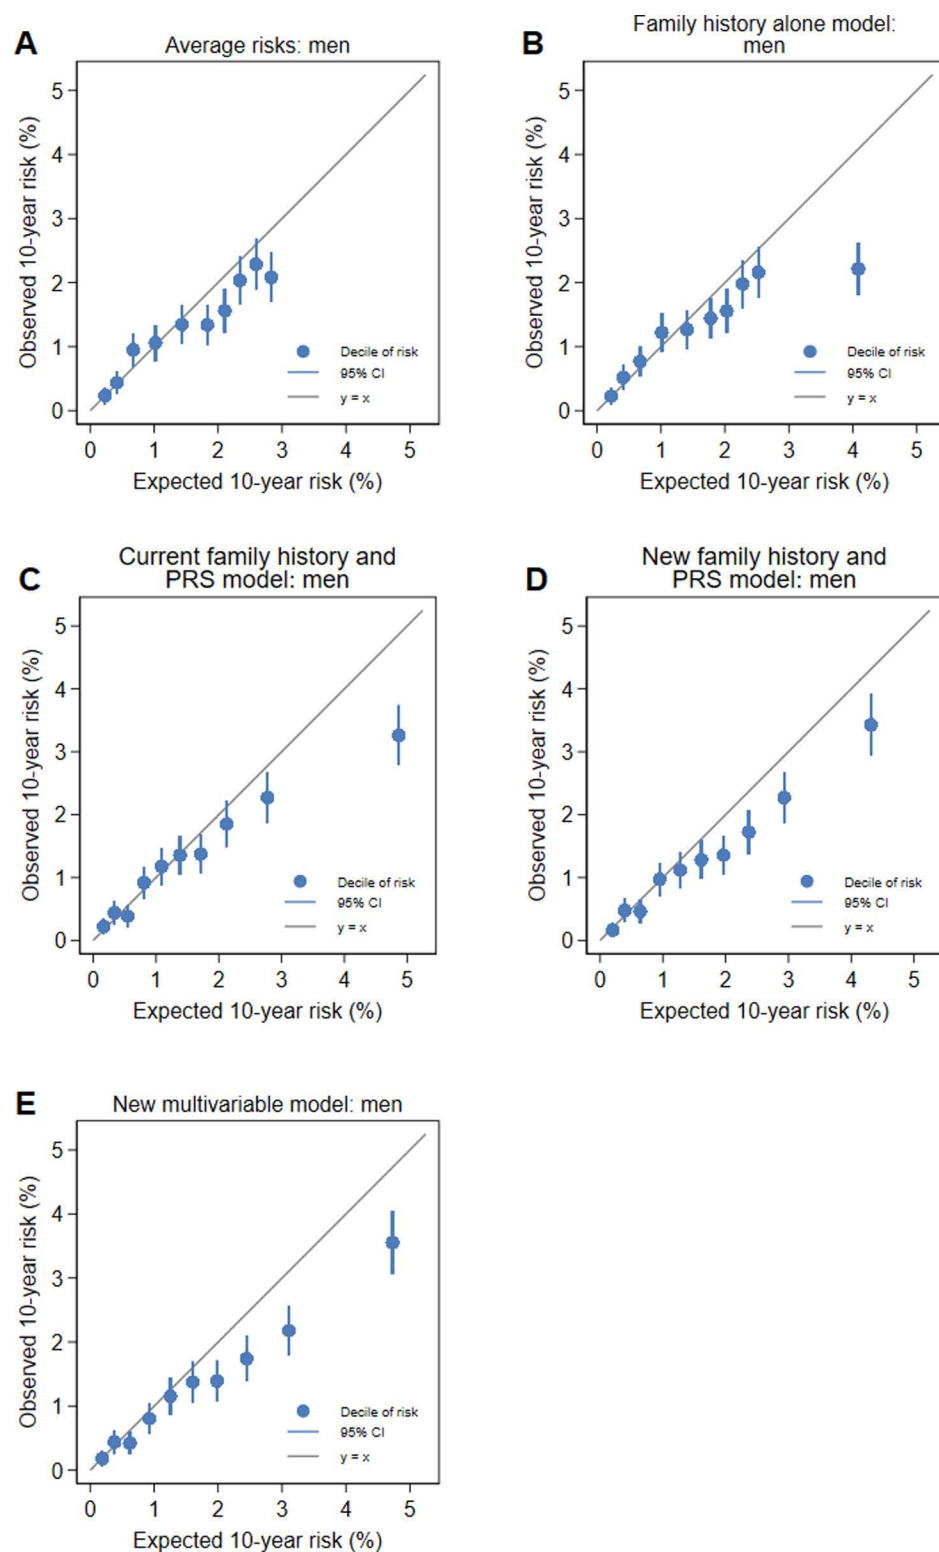 A
Average risks: men
Observed 10-year risk (%)
5
4
3
2
1
0
Decile of risk
95% CI
y = x
0 1 2 3 4 5
Expected 10-year risk (%)
B
Family history alone model:
men
Observed 10-year risk (%)
5
4
3
2
1
0
Decile of risk
95% CI
y = x
0 1 2 3 4 5
Expected 10-year risk (%)
C
Current family history and
PRS model: men
Observed 10-year risk (%)
5
4
3
2
1
0
Decile of risk
95% CI
y = x
0 1 2 3 4 5
Expected 10-year risk (%)
D
New family history and
PRS model: men
Observed 10-year risk (%)
5
4
3
2
1
0
Decile of risk
95% CI
y = x
0 1 2 3 4 5
Expected 10-year risk (%)
E
New multivariable model: men
Observed 10-year risk (%)
5
4
3
2
1
0
Decile of risk
95% CI
y = x
0 1 2 3 4 5
Expected 10-year risk (%)